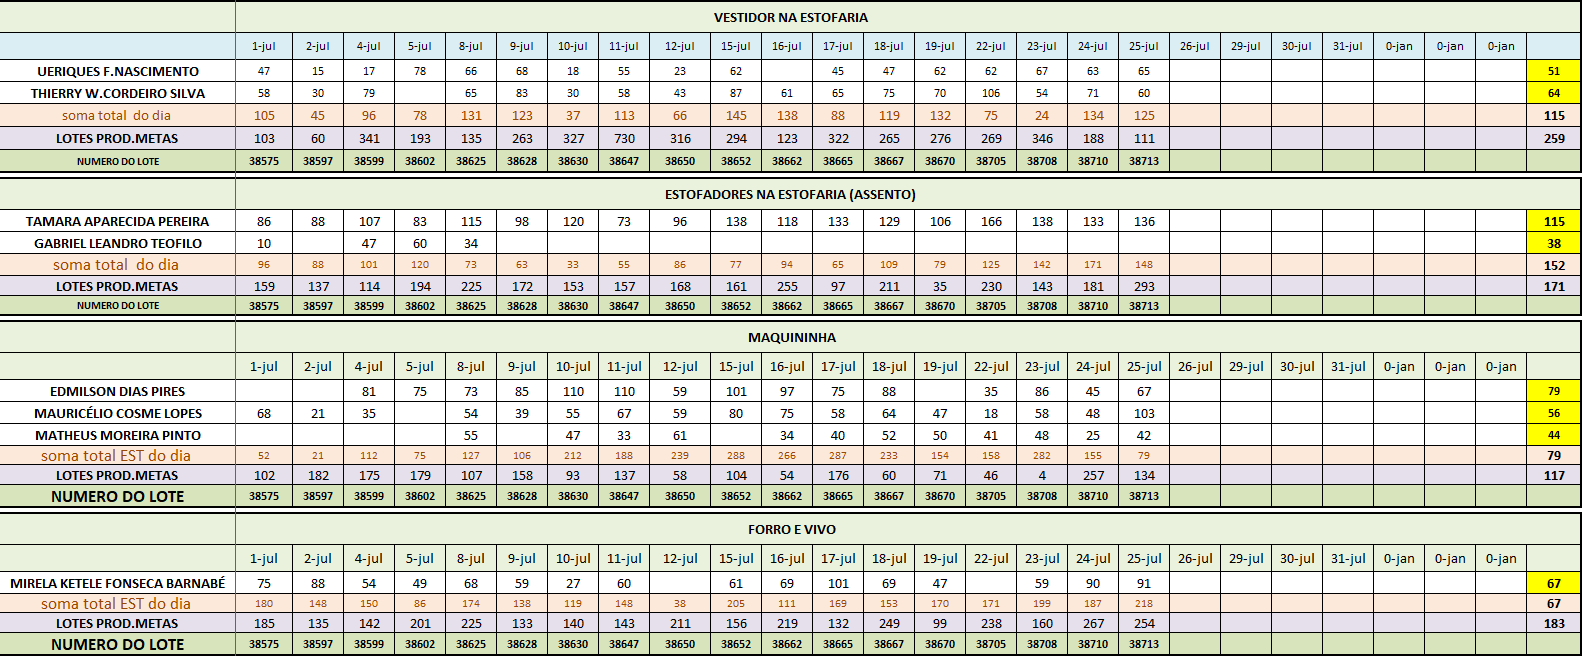 VESTIDOR NA ESTOFARIA
1-jul 2-jul 4-jul 5-jul 8-jul 9-jul 10-jul 11-jul 12-jul 15-jul 16-jul 17-jul 18-jul 19-jul 22-jul 23-jul 24-jul 25-jul 26-jul 29-jul 30-jul 31-jul 0-jan 0-jan 0-jan
UERIQUES F.NASCIMENTO 47 15 17 78 66 68 18 55 23 62 45 47 62 62 67 63 65 51
THIERRY W.CORDEIRO SILVA 58 30 79 65 83 30 58 43 87 61 65 75 70 106 54 71 60 64
soma total do dia 105 45 96 78 131 123 37 113 66 145 138 88 119 132 75 24 134 125 115
LOTES PROD.METAS 103 60 341 193 135 263 327 730 316 294 123 322 265 276 269 346 188 111 259
NUMERO DO LOTE 38575 38597 38599 38602 38625 38628 38630 38647 38650 38652 38662 38665 38667 38670 38705 38708 38710 38713
ESTOFADORES NA ESTOFARIA (ASSENTO)
TAMARA APARECIDA PEREIRA 86 88 107 83 115 98 120 73 96 138 118 133 129 106 166 138 133 136 115
GABRIEL LEANDRO TEOFILO 10 47 60 34 38
soma total do dia 96 88 101 120 73 63 33 55 86 77 94 65 109 79 125 142 171 148 152
LOTES PROD.METAS 159 137 114 194 225 172 153 157 168 161 255 97 211 35 230 143 181 293 171
NUMERO DO LOTE 38575 38597 38599 38602 38625 38628 38630 38647 38650 38652 38662 38665 38667 38670 38705 38708 38710 38713
MAQUININHA
1-jul 2-jul 4-jul 5-jul 8-jul 9-jul 10-jul 11-jul 12-jul 15-jul 16-jul 17-jul 18-jul 19-jul 22-jul 23-jul 24-jul 25-jul 26-jul 29-jul 30-jul 31-jul 0-jan 0-jan 0-jan
EDMILSON DIAS PIRES 81 75 73 85 110 110 59 101 97 75 88 35 86 45 67 79
MAURICÉLIO COSME LOPES 68 21 35 54 39 55 67 59 80 75 58 64 47 18 58 48 103 56
MATHEUS MOREIRA PINTO 55 47 33 61 34 40 52 50 41 48 25 42 44
soma total EST do dia 52 21 112 75 127 106 212 188 239 288 266 287 233 154 158 282 155 79 79
LOTES PROD.METAS 102 182 175 179 107 158 93 137 58 104 54 176 60 71 46 4 257 134 117
NUMERO DO LOTE 38575 38597 38599 38602 38625 38628 38630 38647 38650 38652 38662 38665 38667 38670 38705 38708 38710 38713
FORRO E VIVO
1-jul 2-jul 4-jul 5-jul 8-jul 9-jul 10-jul 11-jul 12-jul 15-jul 16-jul 17-jul 18-jul 19-jul 22-jul 23-jul 24-jul 25-jul 26-jul 29-jul 30-jul 31-jul 0-jan 0-jan 0-jan
MIRELA KETELE FONSECA BARNABÉ 75 88 54 49 68 59 27 60 61 69 101 69 47 59 90 91 67
soma total EST do dia 180 148 150 86 174 138 119 148 38 205 111 169 153 170 171 199 187 218 67
LOTES PROD.METAS 185 135 142 201 225 133 140 143 211 156 219 132 249 99 238 160 267 254 183
NUMERO DO LOTE 38575 38597 38599 38602 38625 38628 38630 38647 38650 38652 38662 38665 38667 38670 38705 38708 38710 38713